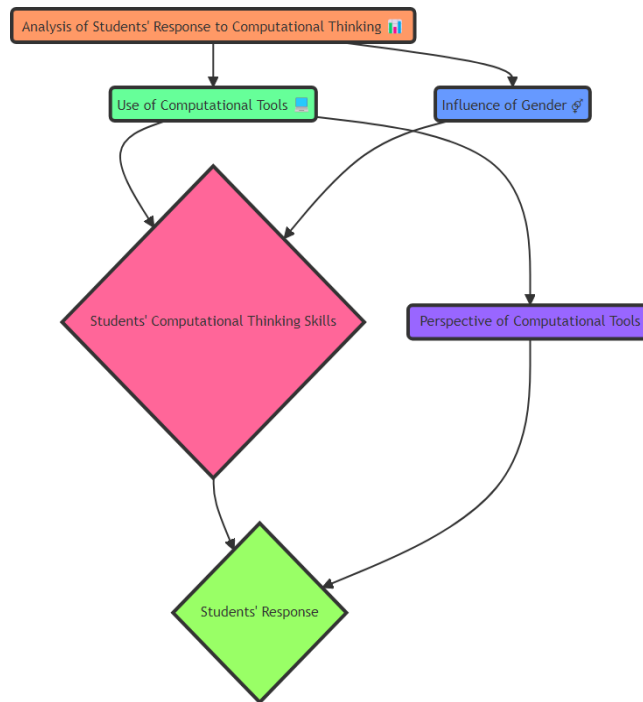 Analysis of Students' Response to Computational Thinking 📊
Use of Computational Tools 🖥️
Influence of Gender ⚥
Students' Computational Thinking Skills
Perspective of Computational Tools
Students' Response